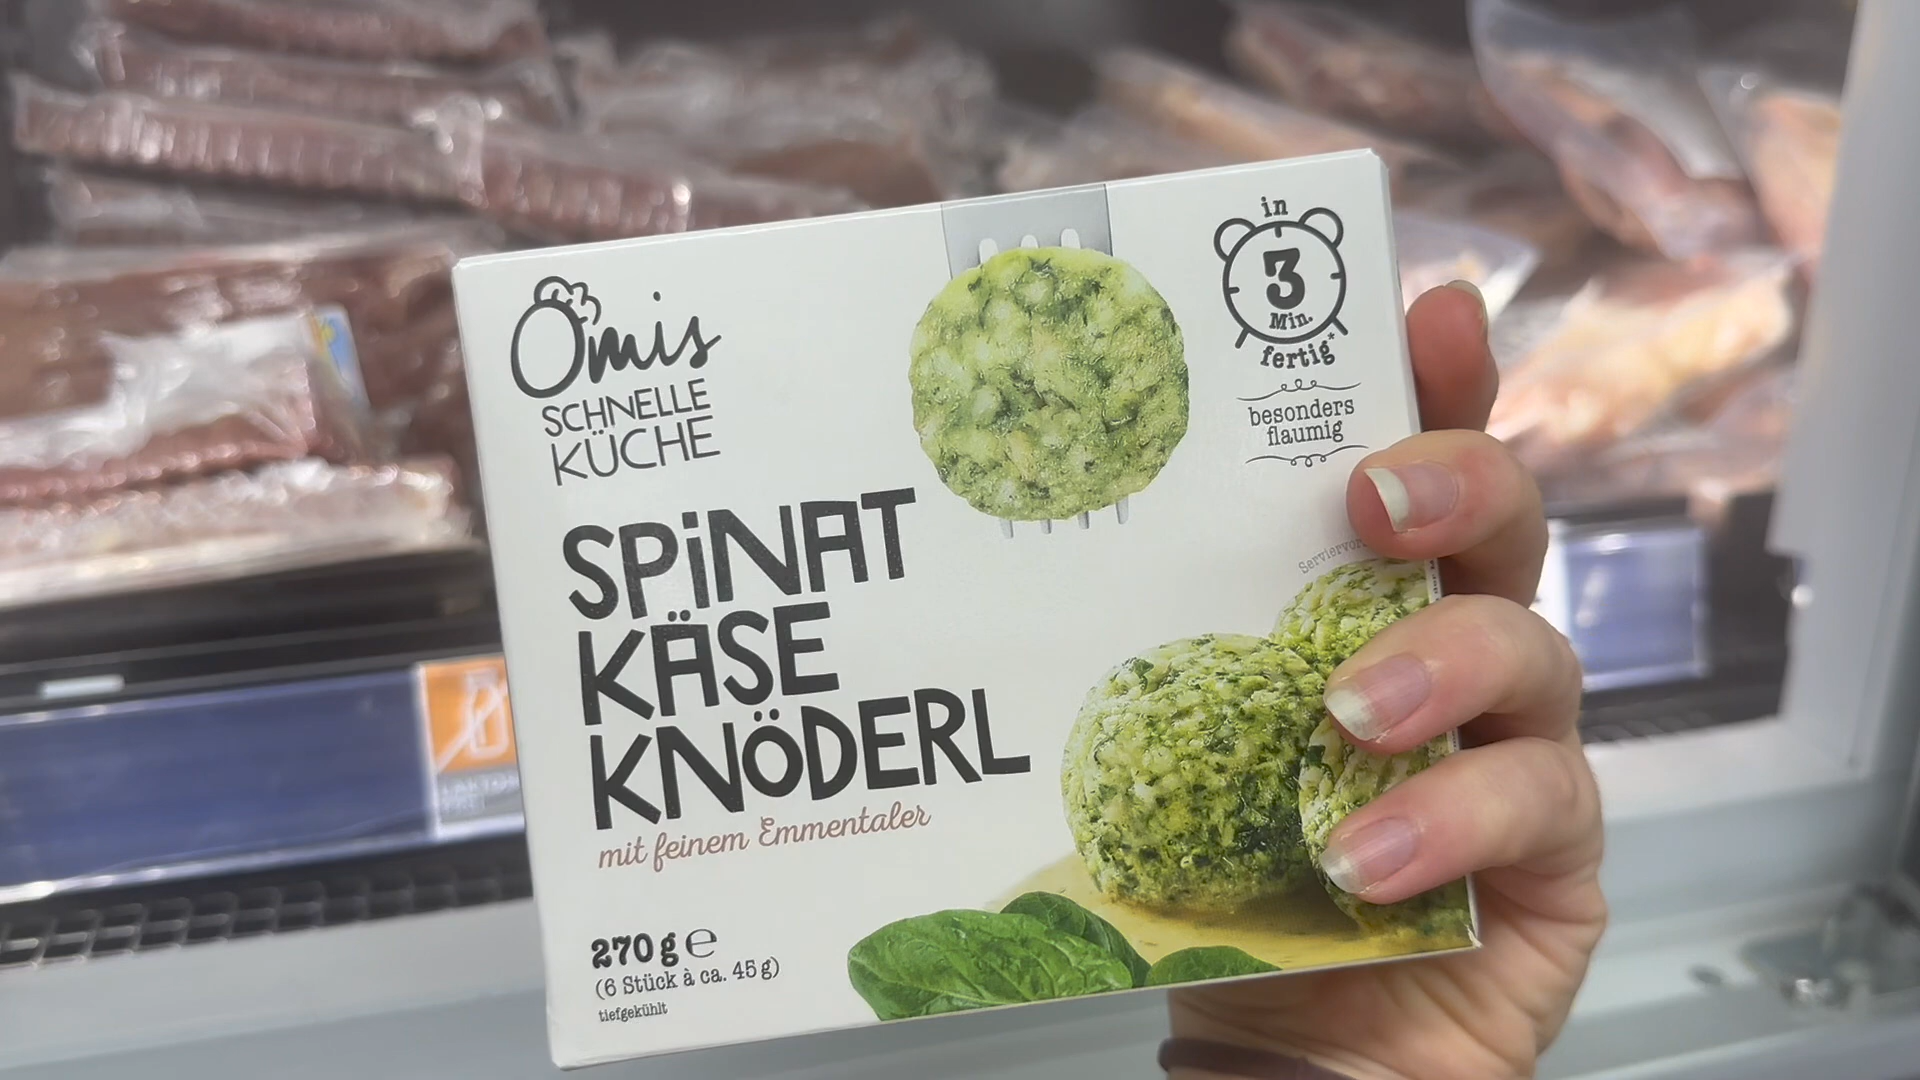 Omis
SCHNELLE
KÜCHE
in
3
Min.
fertig*
besonders
flaumig
SPiNAT
KÄSE
KNÖDERL
mit feinem Emmentaler
270 g ℮
(6 Stück à ca. 45 g)
tiefgekühlt